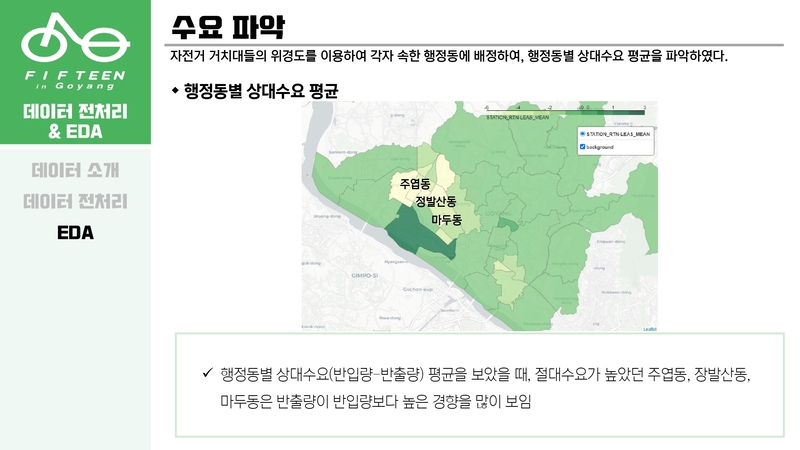 FIFTEEN
in Goyang
데이터 전처리
& EDA
데이터 소개
데이터 전처리
EDA
수요 파악
자전거 거치대들의 위경도를 이용하여 각자 속한 행정동에 배정하여, 행정동별 상대수요 평균을 파악하였다.
행정동별 상대수요 평균
STATION_RTN-LEAS_MEAN
STATION_RTN-LEAS_MEAN
background
주엽동
정발산동
마두동
GIMPO-SI
Leaflet
✓ 행정동별 상대수요(반입량-반출량) 평균을 보았을 때, 절대수요가 높았던 주엽동, 장발산동,
마두동은 반출량이 반입량보다 높은 경향을 많이 보임